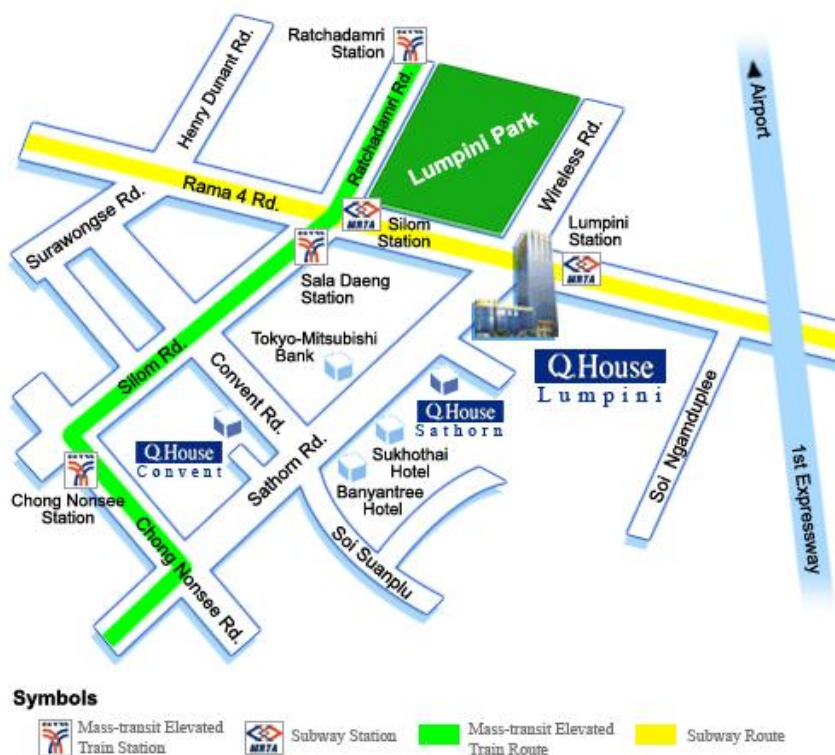 Ratchadamri
Station
Henry Dunant Rd.
Ratchadamri Rd.
Lumpini Park
Wireless Rd.
Airport
Rama 4 Rd.
Surawongse Rd.
MRTA
Silom
Station
Lumpini
Station
MRTA
Sala Daeng
Station
Tokyo-Mitsubishi
Bank
Silom Rd.
Convent Rd.
Q.House
Lumpini
Q.House
Sathorn
Q.House
Convent
Sathorn Rd.
Sukhothai
Hotel
Banyantree
Hotel
Soi Ngamduplee
1st Expressway
Chong Nonsee
Station
Chong Nonsee Rd.
Soi Suanplu
Symbols
Mass-transit Elevated
Train Station
MRTA
Subway Station
Mass-transit Elevated
Train Route
Subway Route